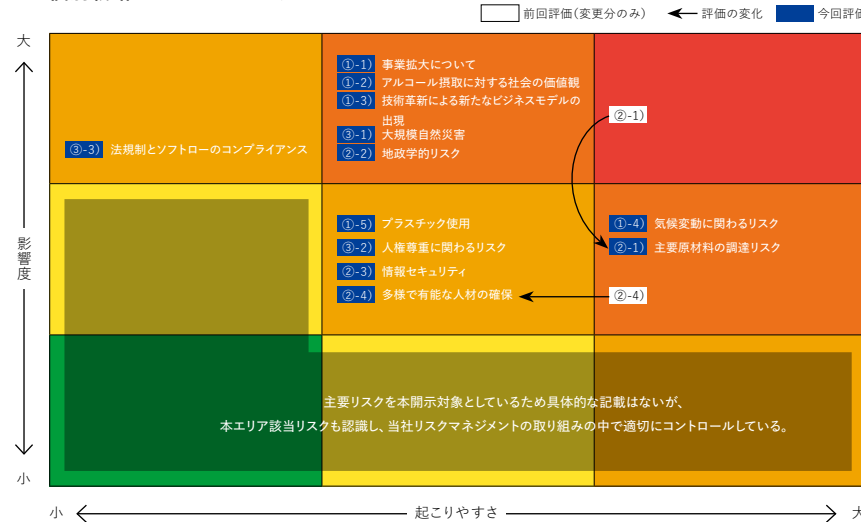 前回評価(変更分のみ) 評価の変化 今回評価
大
①-1) 事業拡大について
①-2) アルコール摂取に対する社会の価値観
①-3) 技術革新による新たなビジネスモデルの
出現
③-1) 大規模自然災害
②-2) 地政学的リスク
②-1)
③-3) 法規制とソフトローのコンプライアンス
影響度
①-5) プラスチック使用
③-2) 人権尊重に関わるリスク
②-3) 情報セキュリティ
②-4) 多様で有能な人材の確保
①-4) 気候変動に関わるリスク
②-1) 主要原材料の調達リスク
②-4)
主要リスクを本開示対象としているため具体的な記載はないが、
本エリア該当リスクも認識し、当社リスクマネジメントの取り組みの中で適切にコントロールしている。
小
小 起こりやすさ 大